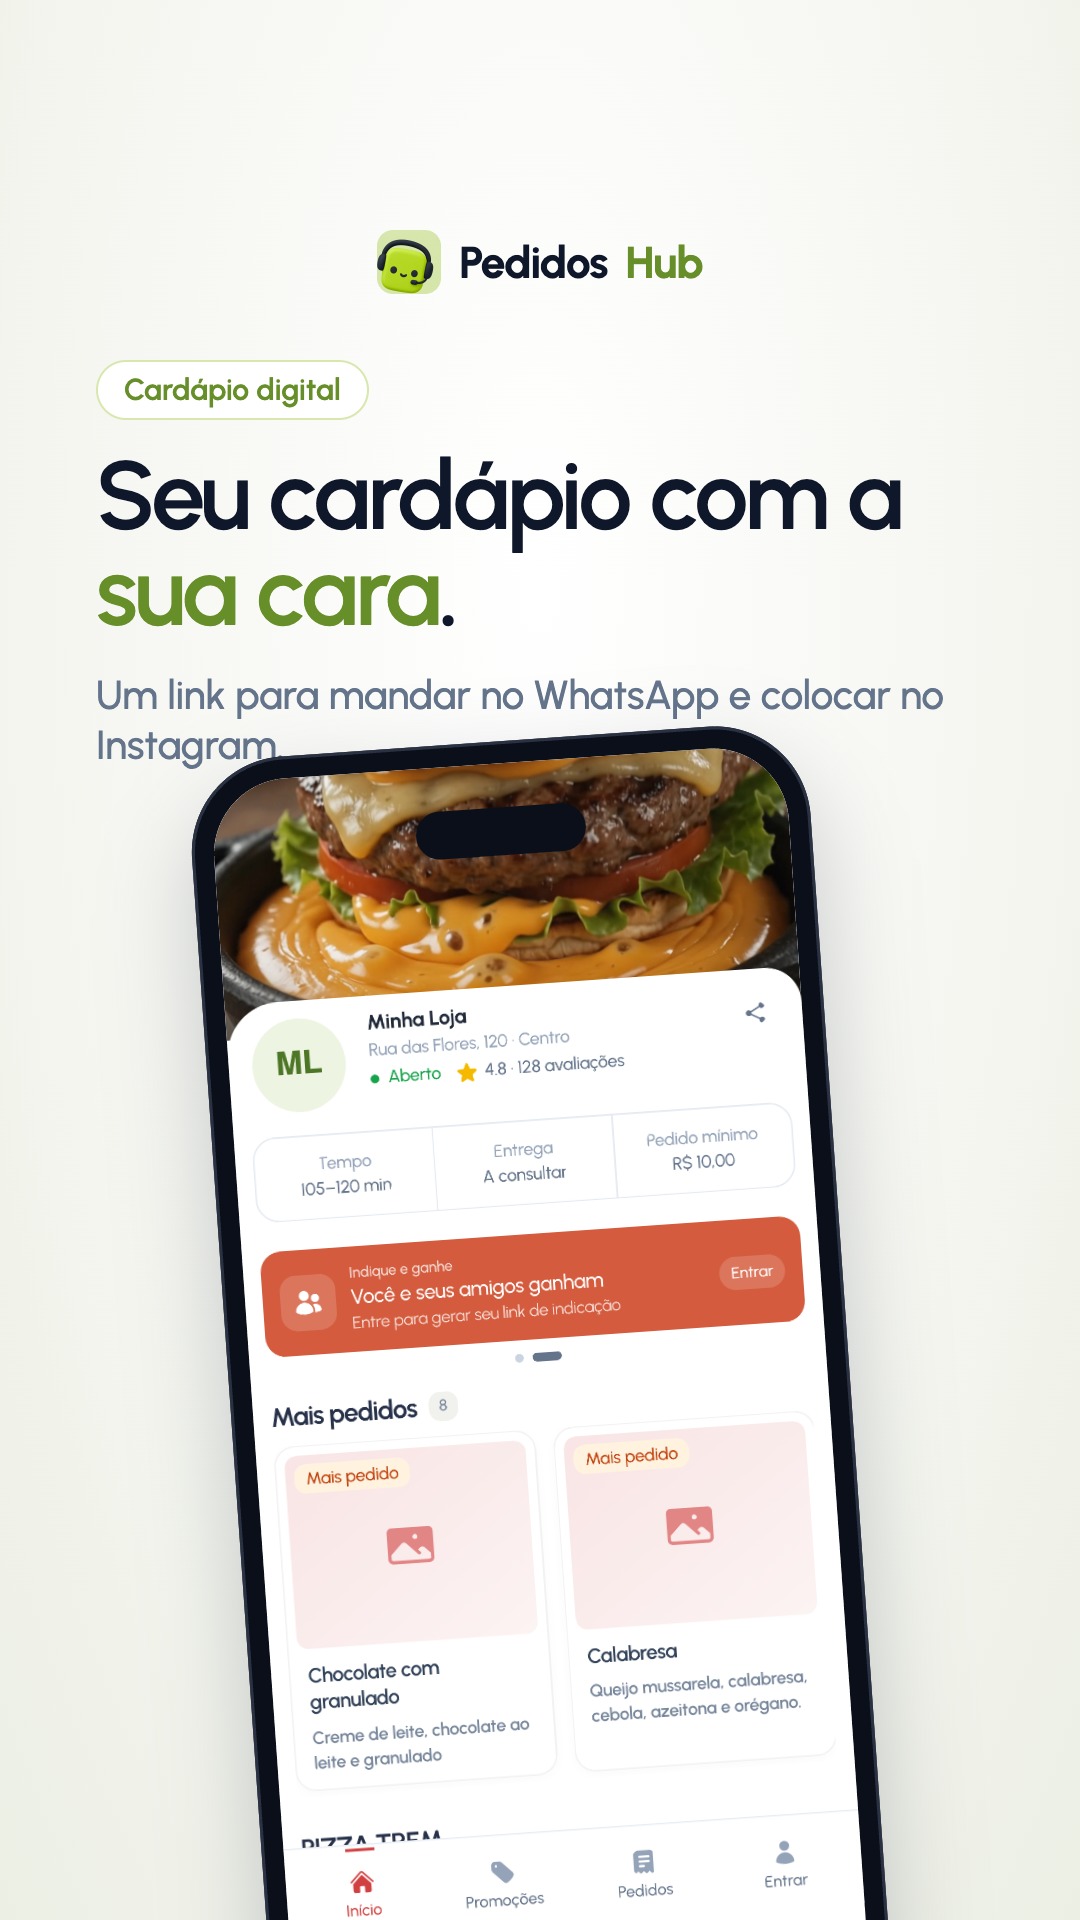 Pedidos Hub
Cardápio digital
Seu cardápio com a
sua cara.
Um link para mandar no WhatsApp e colocar no
Instagram.
Minha Loja
ML
Rua das Flores, 120 · Centro
Aberto 4.8 · 128 avaliações
Tempo
105–120 min
Entrega
A consultar
Pedido mínimo
R$ 10,00
Indique e ganhe
Você e seus amigos ganham
Entre para gerar seu link de indicação
Entrar
Mais pedidos 8
Mais pedido
Chocolate com
granulado
Creme de leite, chocolate ao
leite e granulado
Mais pedido
Calabresa
Queijo mussarela, calabresa,
cebola, azeitona e orégano.
PIZZA TREM
Início
Promoções
Pedidos
Entrar